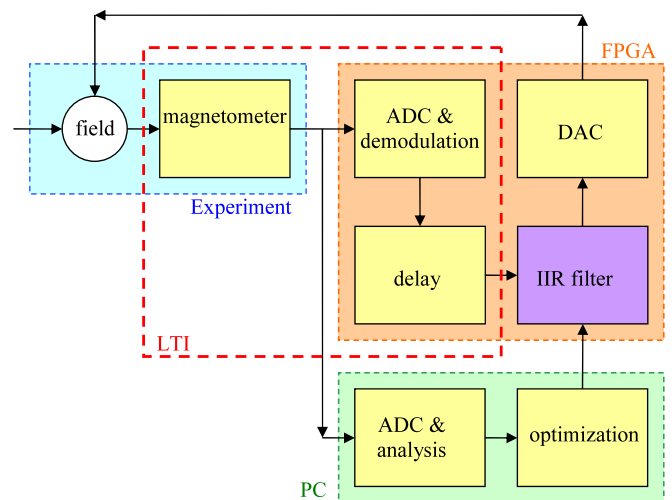 FPGA
field
magnetometer
ADC &
demodulation
DAC
Experiment
delay
IIR filter
LTI
ADC &
analysis
optimization
PC